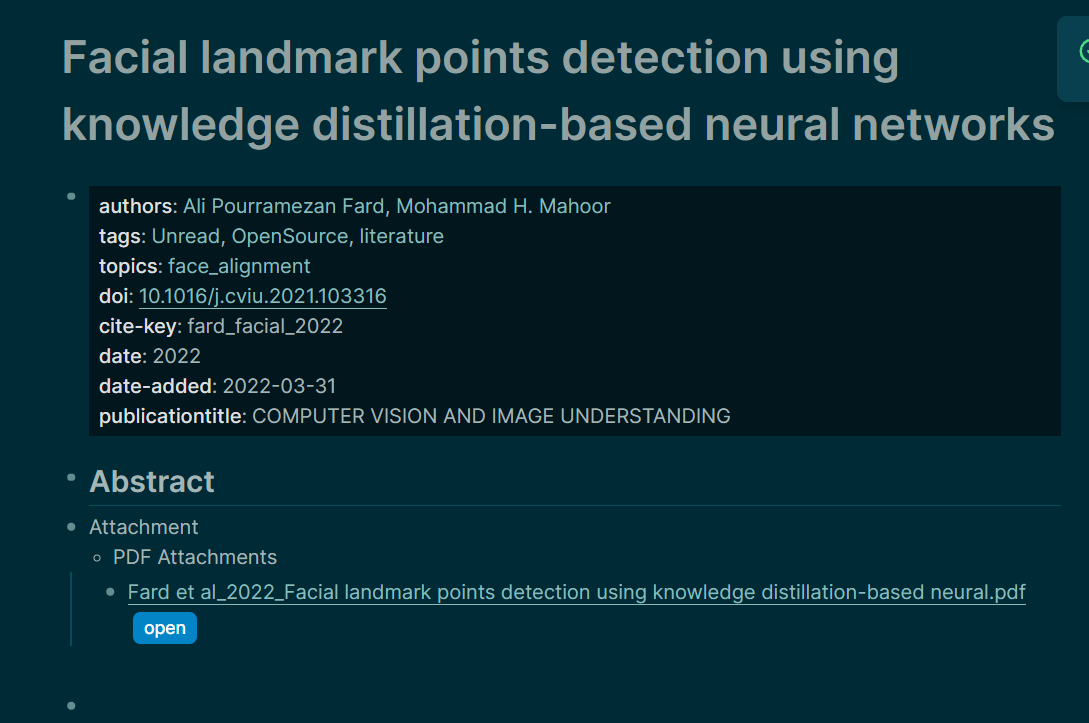 Facial landmark points detection using
knowledge distillation-based neural networks
authors: Ali Pourramezan Fard, Mohammad H. Mahoor
tags: Unread, OpenSource, literature
topics: face_alignment
doi: 10.1016/j.cviu.2021.103316
cite-key: fard_facial_2022
date: 2022
date-added: 2022-03-31
publicationtitle: COMPUTER VISION AND IMAGE UNDERSTANDING
Abstract
Attachment
PDF Attachments
Fard et al_2022_Facial landmark points detection using knowledge distillation-based neural.pdf
open